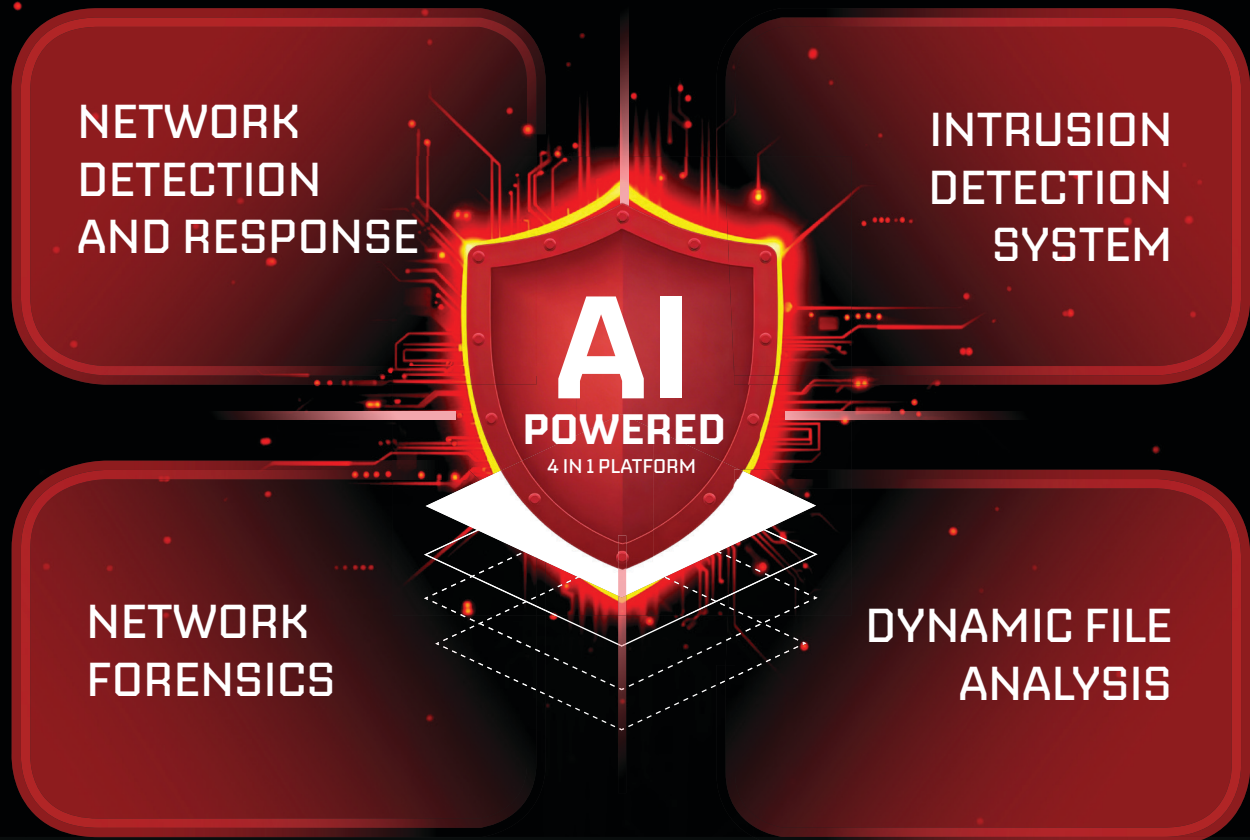 NETWORK
DETECTION
AND RESPONSE
INTRUSION
DETECTION
SYSTEM
AI
POWERED
4 IN 1 PLATFORM
NETWORK
FORENSICS
DYNAMIC FILE
ANALYSIS